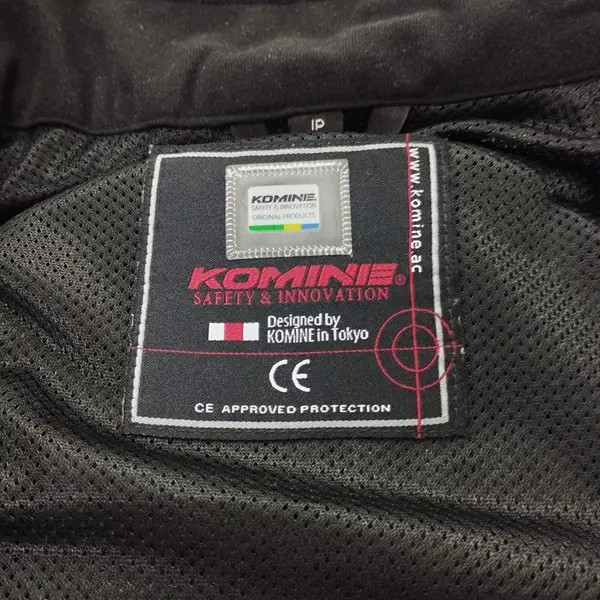 IP
KOMINE
SAFETY & INNOVATION
ORIGINAL PRODUCTS
www.komine.ac
KOMINE®
SAFETY & INNOVATION
Designed by
KOMINE in Tokyo
CE
CE APPROVED PROTECTION